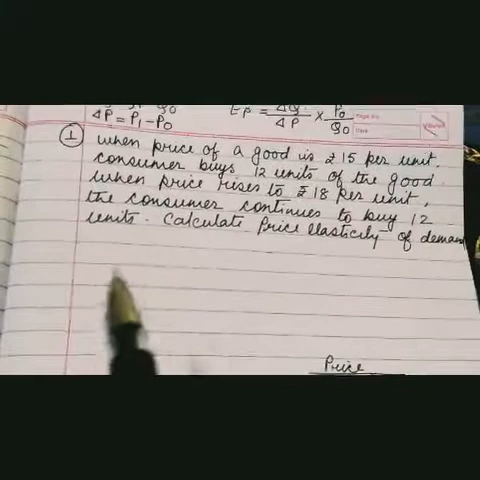 ΔP = P₁ - P₀
Ep = ΔQ / ΔP × P₀ / Q₀
① when price of a good is ₹ 15 per unit,
consumer buys 12 units of the good.
when price rises to ₹ 18 per unit,
the consumer continues to buy 12
units. Calculate Price elasticity of demand
Price